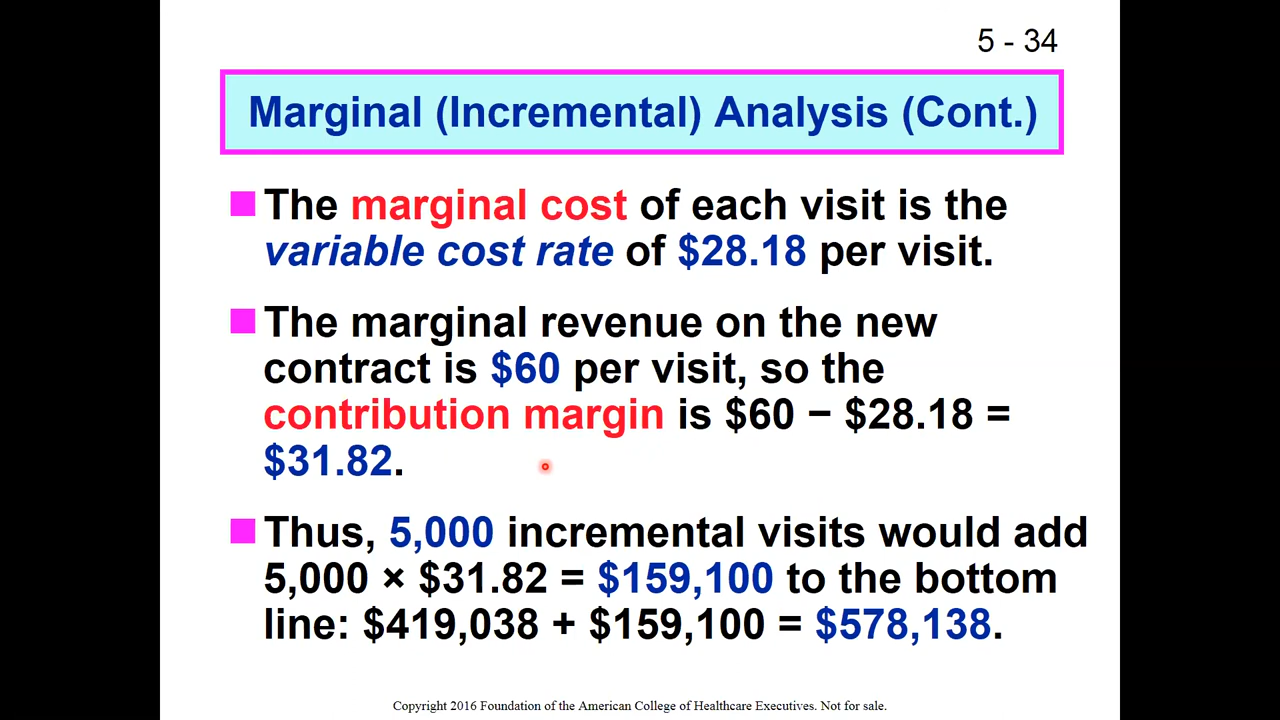 5 - 34
Marginal (Incremental) Analysis (Cont.)
The marginal cost of each visit is the
variable cost rate of $28.18 per visit.
The marginal revenue on the new
contract is $60 per visit, so the
contribution margin is $60 − $28.18 =
$31.82.
Thus, 5,000 incremental visits would add
5,000 × $31.82 = $159,100 to the bottom
line: $419,038 + $159,100 = $578,138.
Copyright 2016 Foundation of the American College of Healthcare Executives. Not for sale.